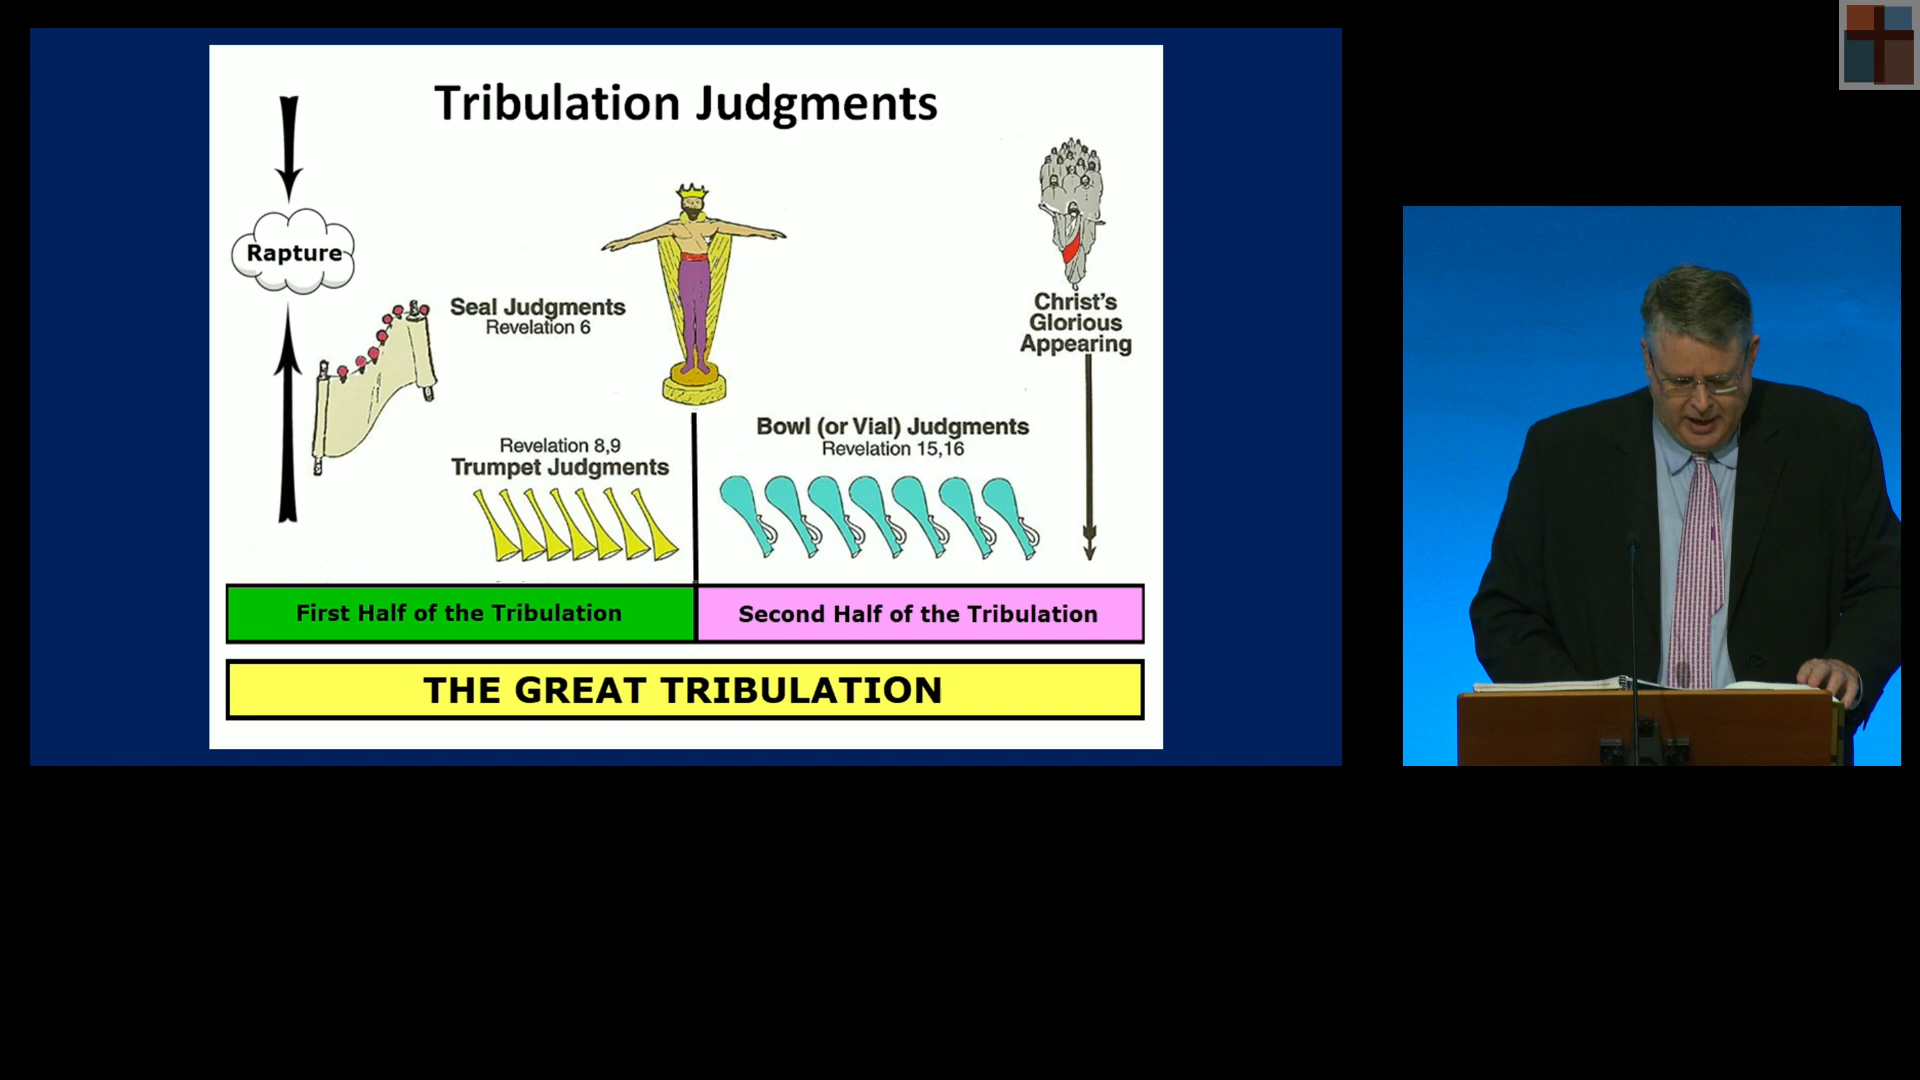 Tribulation Judgments
Rapture
Seal Judgments
Revelation 6
Christ's
Glorious
Appearing
Revelation 8,9
Trumpet Judgments
Bowl (or Vial) Judgments
Revelation 15,16
First Half of the Tribulation
Second Half of the Tribulation
THE GREAT TRIBULATION